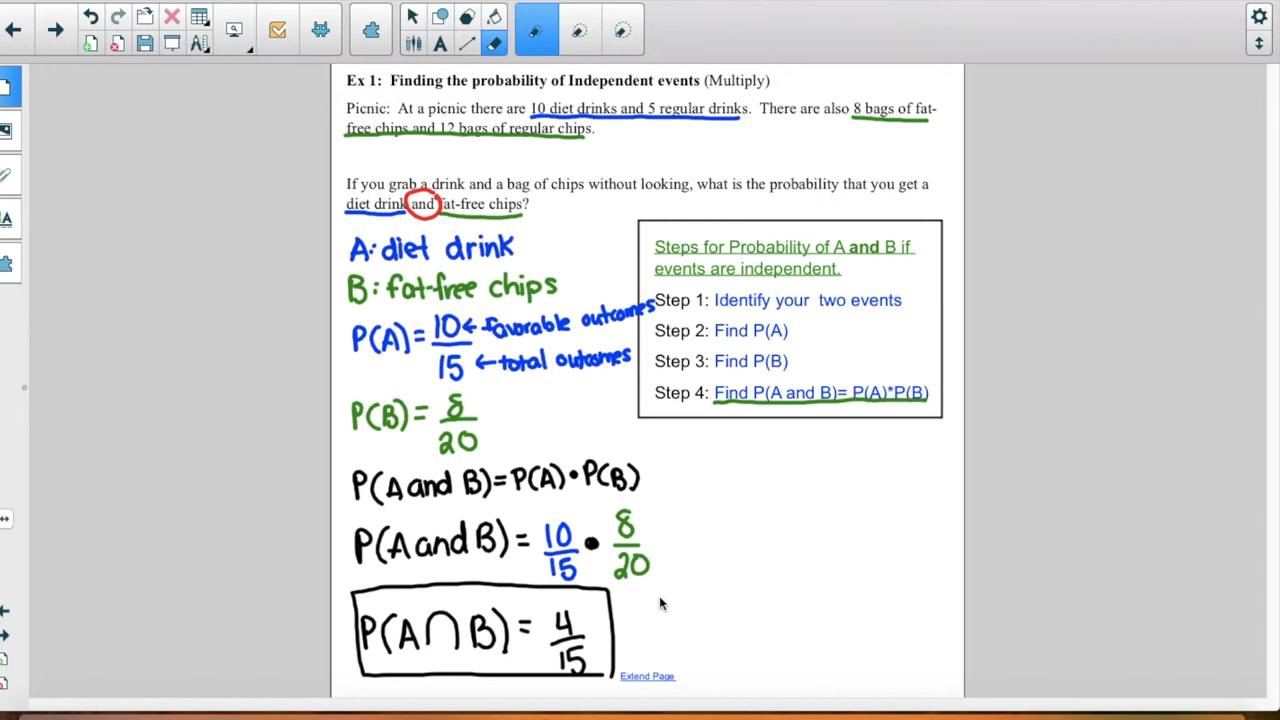 Ex 1: Finding the probability of Independent events (Multiply)
Picnic: At a picnic there are 10 diet drinks and 5 regular drinks. There are also 8 bags of fat-
free chips and 12 bags of regular chips.
If you grab a drink and a bag of chips without looking, what is the probability that you get a
diet drink and fat-free chips?
A: diet drink
B: fat-free chips
P(A) = 10 ← favorable outcomes
15 ← total outcomes
P(B) = 8
20
P(A and B) = P(A) • P(B)
P(A and B) = 10/15 • 8/20
P(A ∩ B) = 4/15
Steps for Probability of A and B if
events are independent.
Step 1: Identify your two events
Step 2: Find P(A)
Step 3: Find P(B)
Step 4: Find P(A and B)= P(A)*P(B)
Extend Page